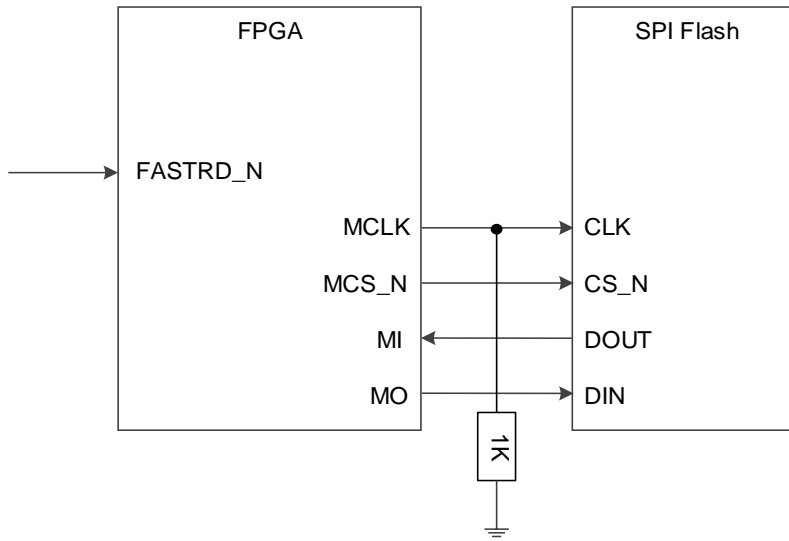 FPGA
SPI Flash
FASTRD_N
MCLK
CLK
MCS_N
CS_N
MI
DOUT
MO
DIN
1K